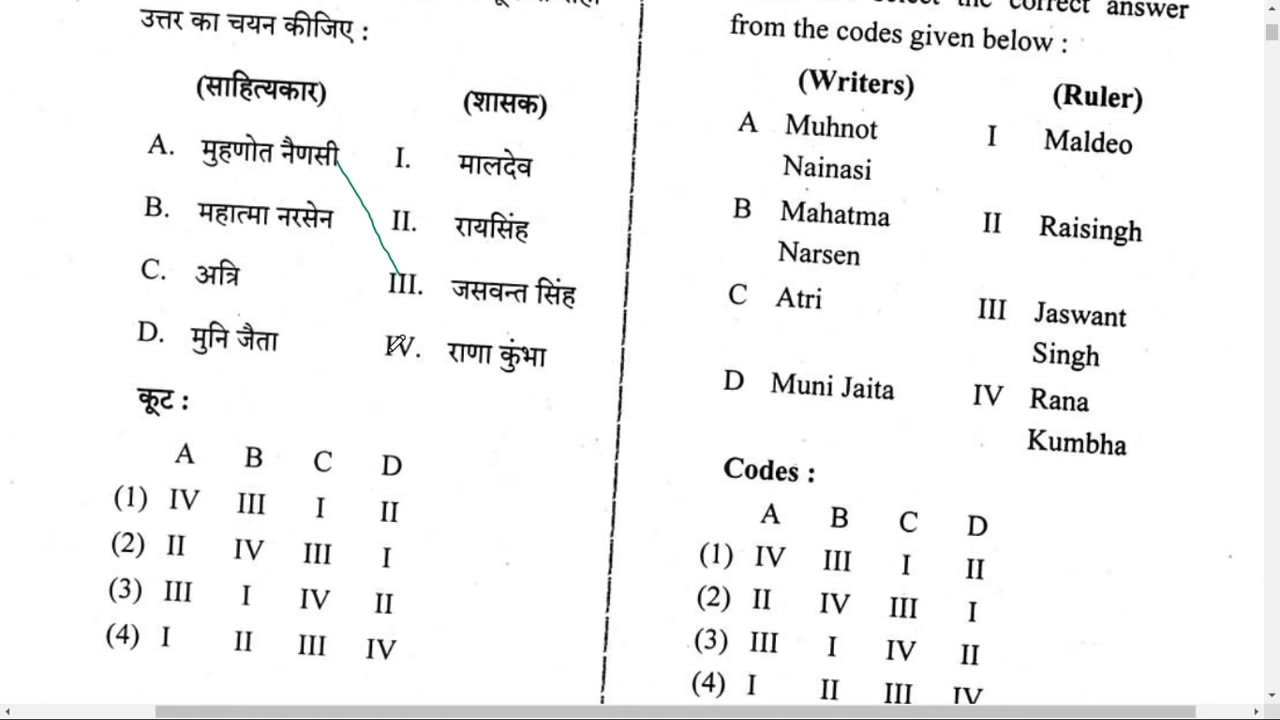 उत्तर का चयन कीजिए :
(साहित्यकार) (शासक)
A. मुहणोत नैणसी I. मालदेव
B. महात्मा नरसेन II. रायसिंह
C. अत्रि III. जसवन्त सिंह
D. मुनि जैता IV. राणा कुंभा
कूट :
A B C D
(1) IV III I II
(2) II IV III I
(3) III I IV II
(4) I II III IV
the correct answer
from the codes given below :
(Writers) (Ruler)
A Muhnot I Maldeo
Nainasi
B Mahatma II Raisingh
Narsen
C Atri III Jaswant
Singh
D Muni Jaita IV Rana
Kumbha
Codes :
A B C D
(1) IV III I II
(2) II IV III I
(3) III I IV II
(4) I II III IV